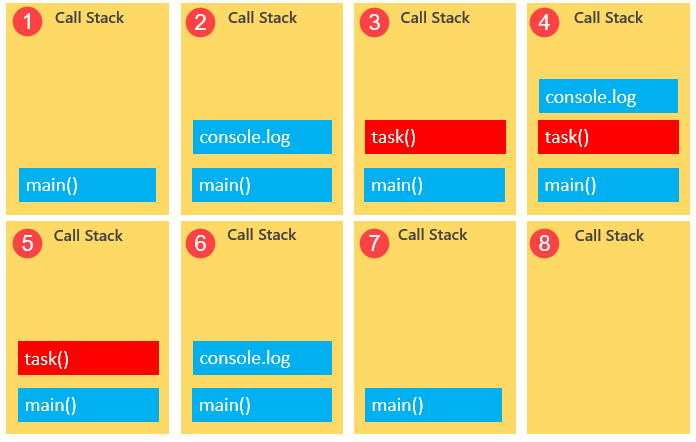 1 Call Stack
main()
2 Call Stack
console.log
main()
3 Call Stack
task()
main()
4 Call Stack
console.log
task()
main()
5 Call Stack
task()
main()
6 Call Stack
console.log
main()
7 Call Stack
main()
8 Call Stack